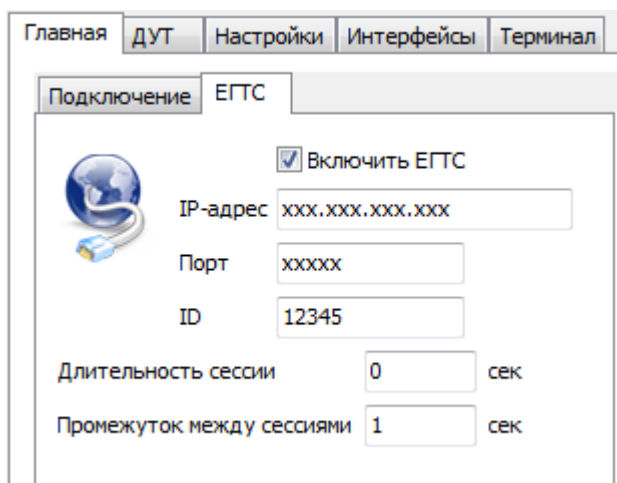 Главная ДУТ Настройки Интерфейсы Терминал
Подключение ЕГТС
Включить ЕГТС
IP-адрес xxx.xxx.xxx.xxx
Порт xxxxx
ID 12345
Длительность сессии 0 сек
Промежуток между сессиями 1 сек